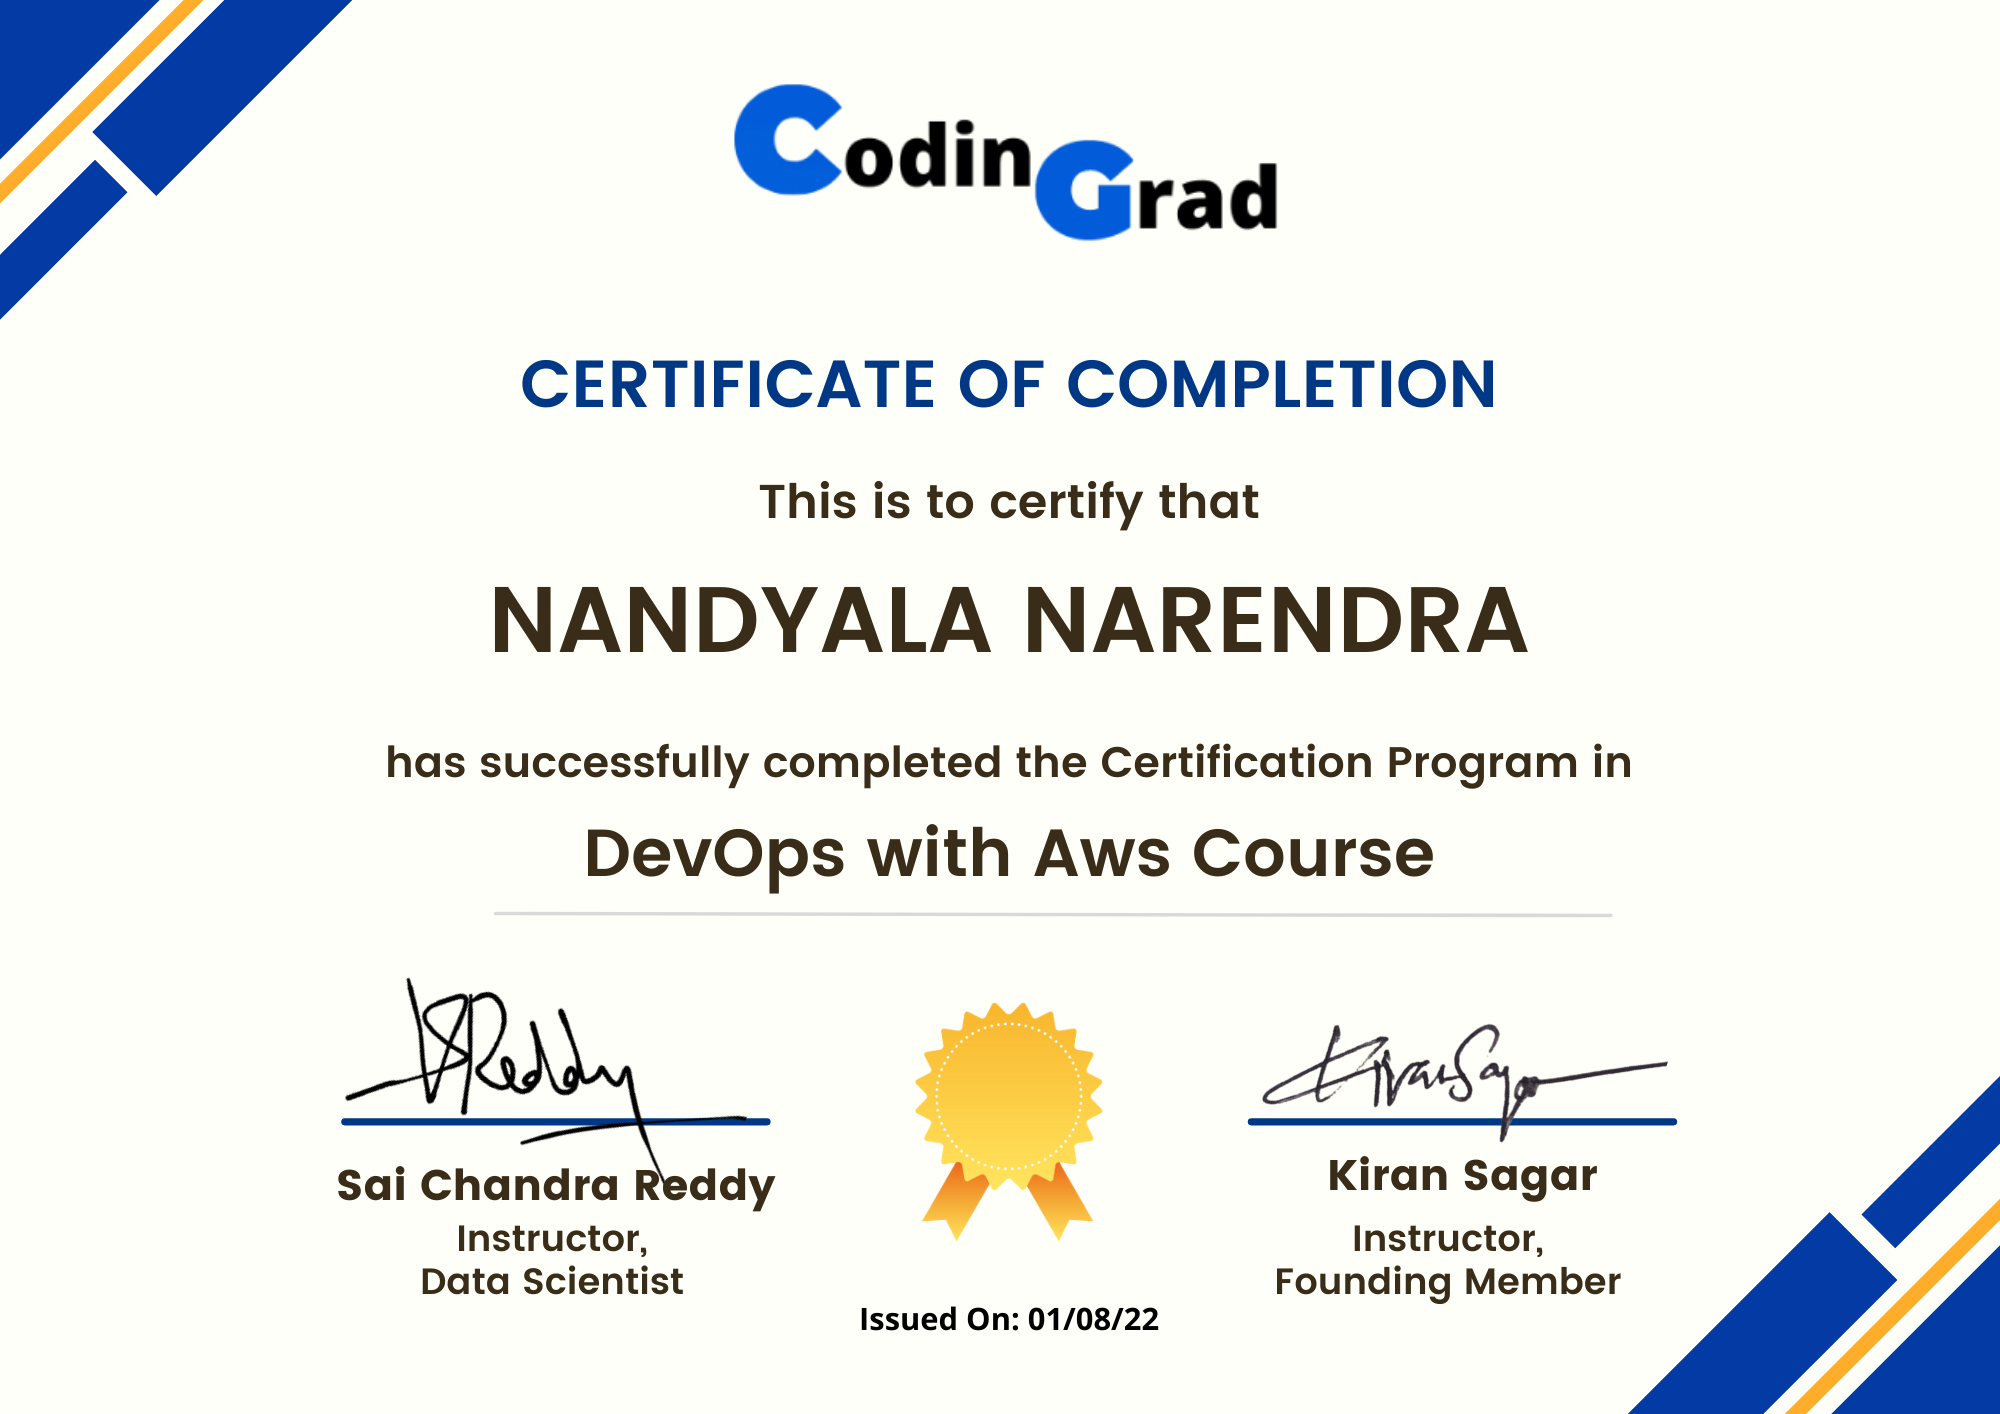 CodinGrad
CERTIFICATE OF COMPLETION
This is to certify that
NANDYALA NARENDRA
has successfully completed the Certification Program in
DevOps with Aws Course
SReddy
Kiran Sagar
Sai Chandra Reddy
Kiran Sagar
Instructor,
Instructor,
Data Scientist
Founding Member
Issued On: 01/08/22